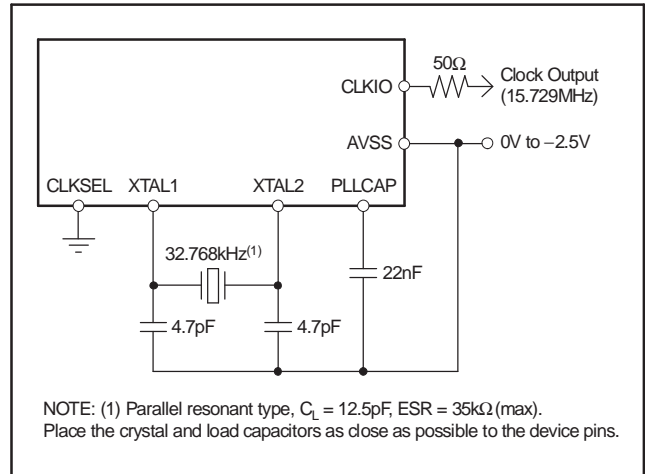 50Ω
CLKIO
Clock Output
(15.729MHz)
AVSS
0V to −2.5V
CLKSEL XTAL1 XTAL2 PLLCAP
32.768kHz(1)
22nF
4.7pF 4.7pF
NOTE: (1) Parallel resonant type, CL = 12.5pF, ESR = 35kΩ (max).
Place the crystal and load capacitors as close as possible to the device pins.